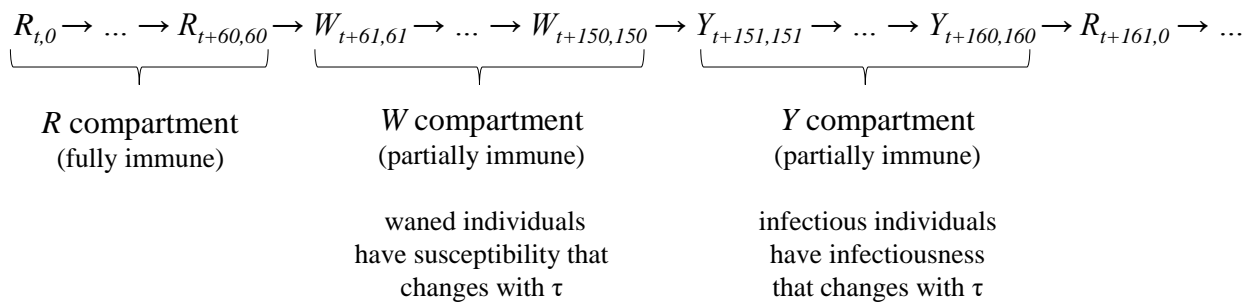 R_{t,0} → ... → R_{t+60,60} → W_{t+61,61} → ... → W_{t+150,150} → Y_{t+151,151} → ... → Y_{t+160,160} → R_{t+161,0} → ...
R compartment
(fully immune)
W compartment
(partially immune)
waned individuals
have susceptibility that
changes with τ
Y compartment
(partially immune)
infectious individuals
have infectiousness
that changes with τ